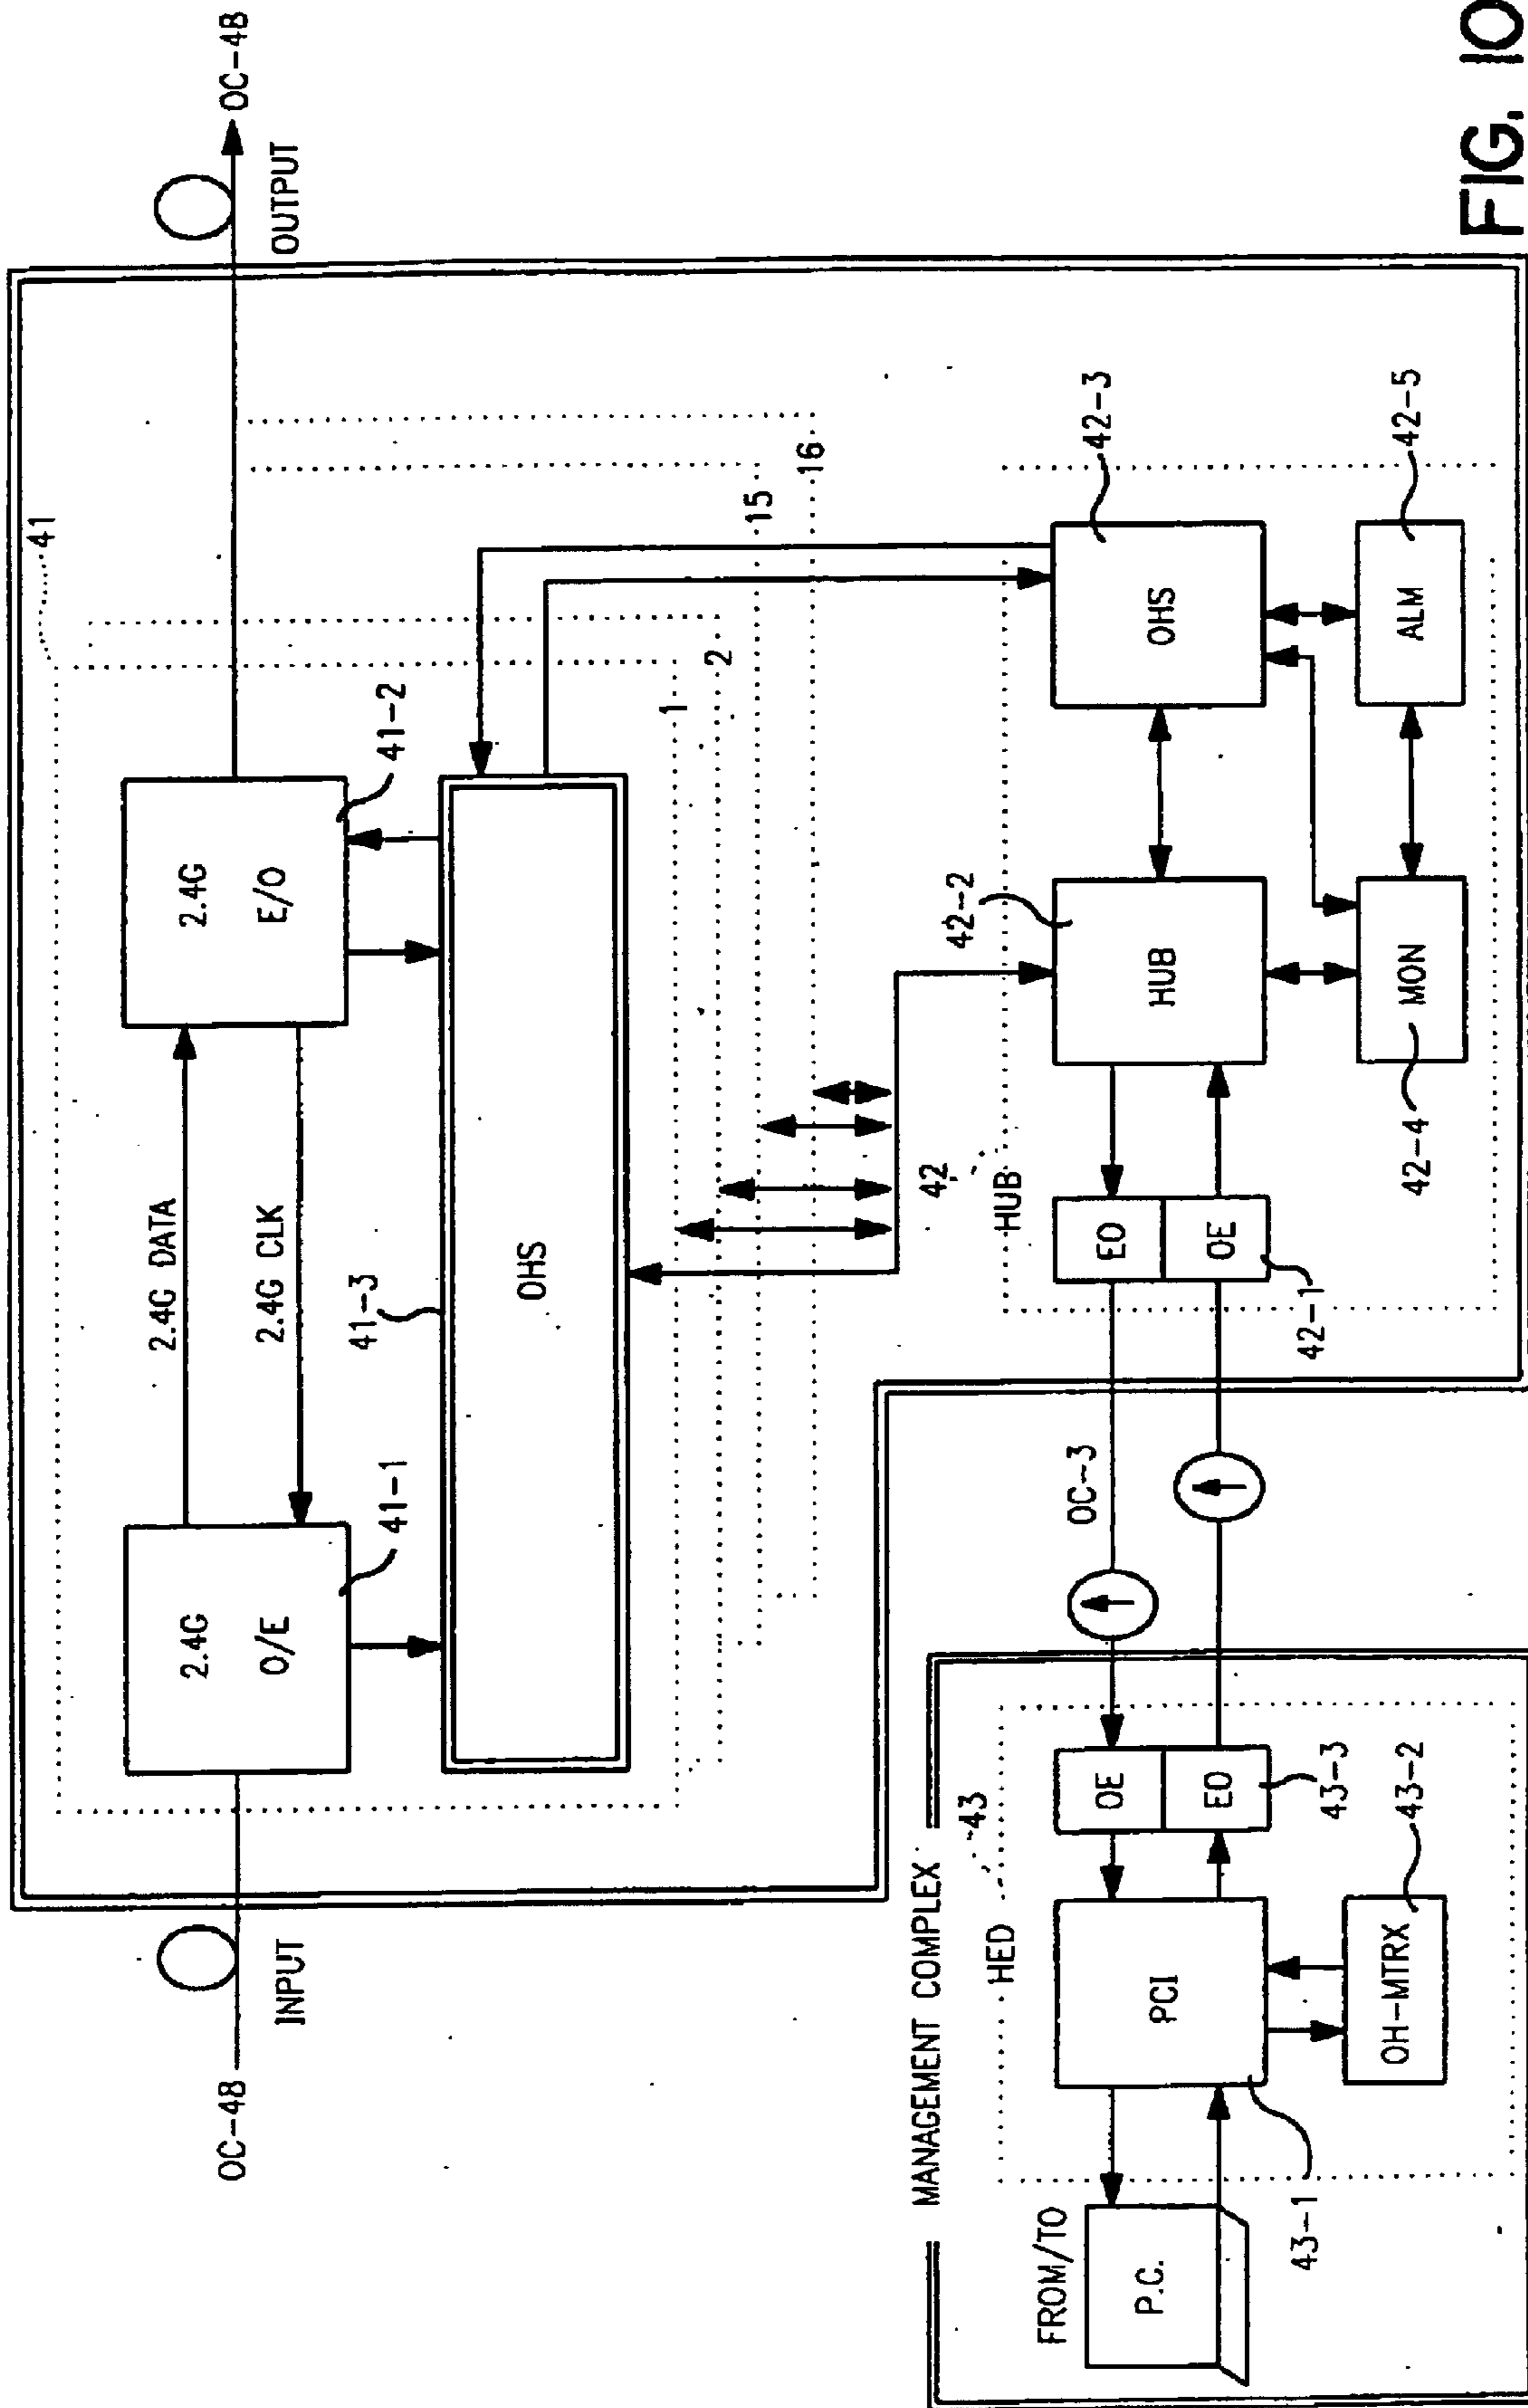 OC-48
INPUT
OUTPUT
OC-48
41
2.4G
O/E
41-1
2.4G DATA
2.4G CLK
2.4G
E/O
41-2
41-3
OHS
1
2
15
16
42
HUB
42-1
EO
OE
42-2
HUB
OHS
42-3
MON
42-4
ALM
42-5
OC-3
MANAGEMENT COMPLEX
43
HED
FROM/TO
P.C.
PCI
43-1
OE
EO
43-3
OH-MTRX
43-2
FIG. 10